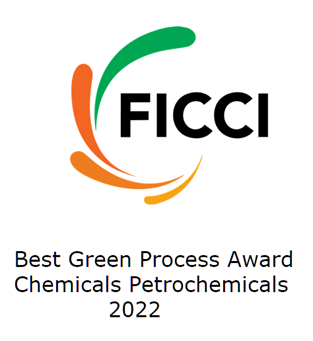 FICCI
Best Green Process Award
Chemicals Petrochemicals
2022